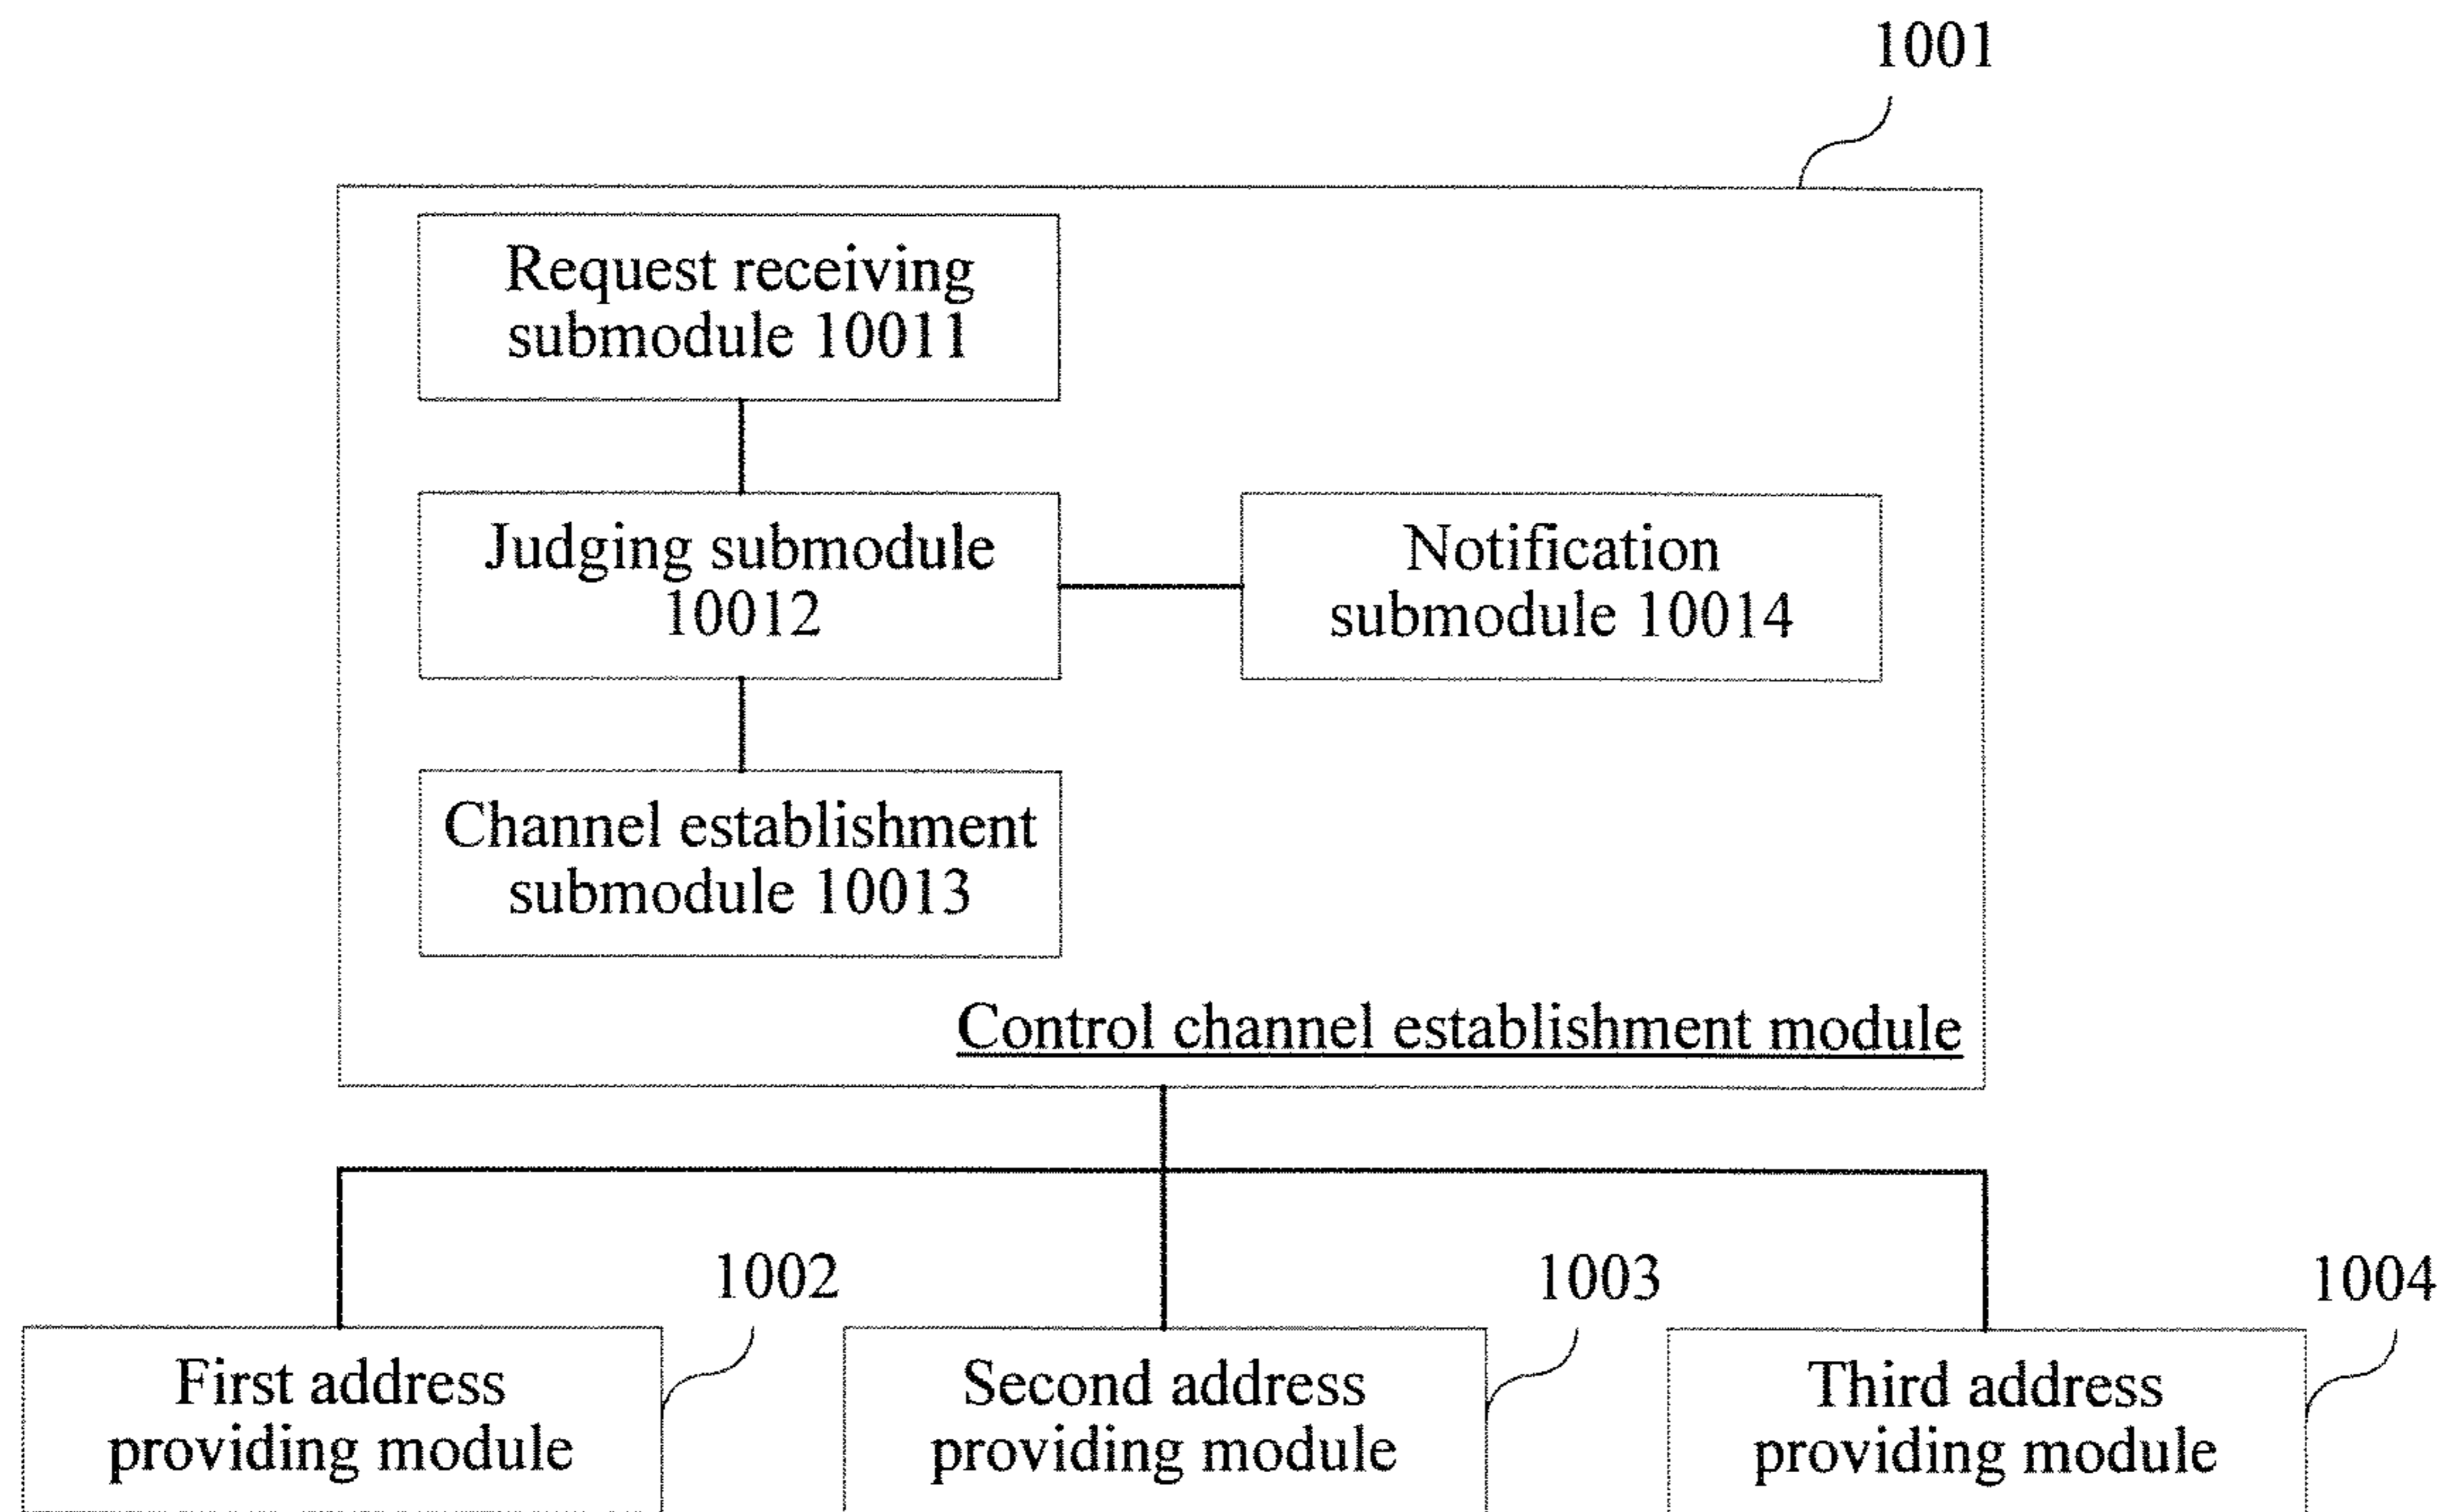 1001
Request receiving
submodule 10011
Judging submodule
10012
Notification
submodule 10014
Channel establishment
submodule 10013
Control channel establishment module
1002
1003
1004
First address
providing module
Second address
providing module
Third address
providing module